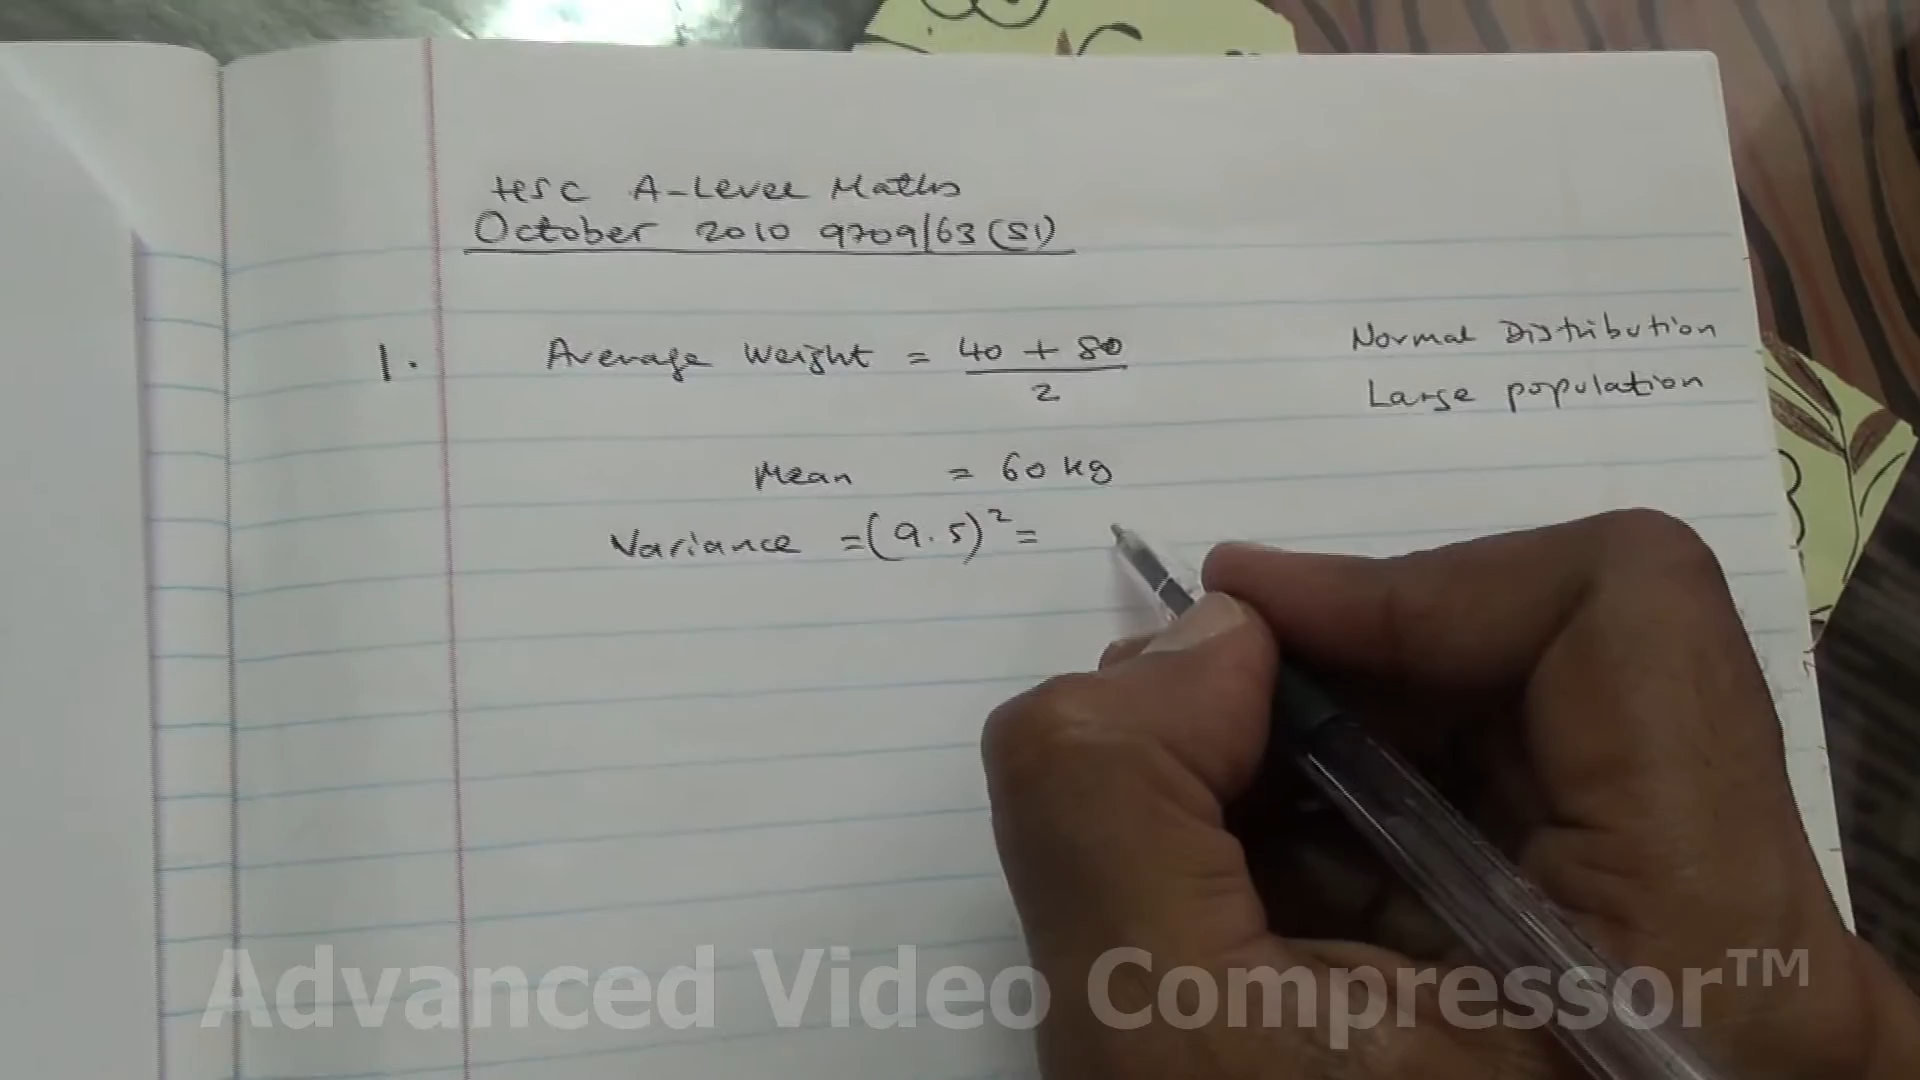 HSC A-Level Maths
October 2010 9709/63 (S1)
1. Average Weight = 40 + 80
2
Normal Distribution
Large population
Mean = 60 kg
Variance = (9.5)² =
Advanced Video Compressor™